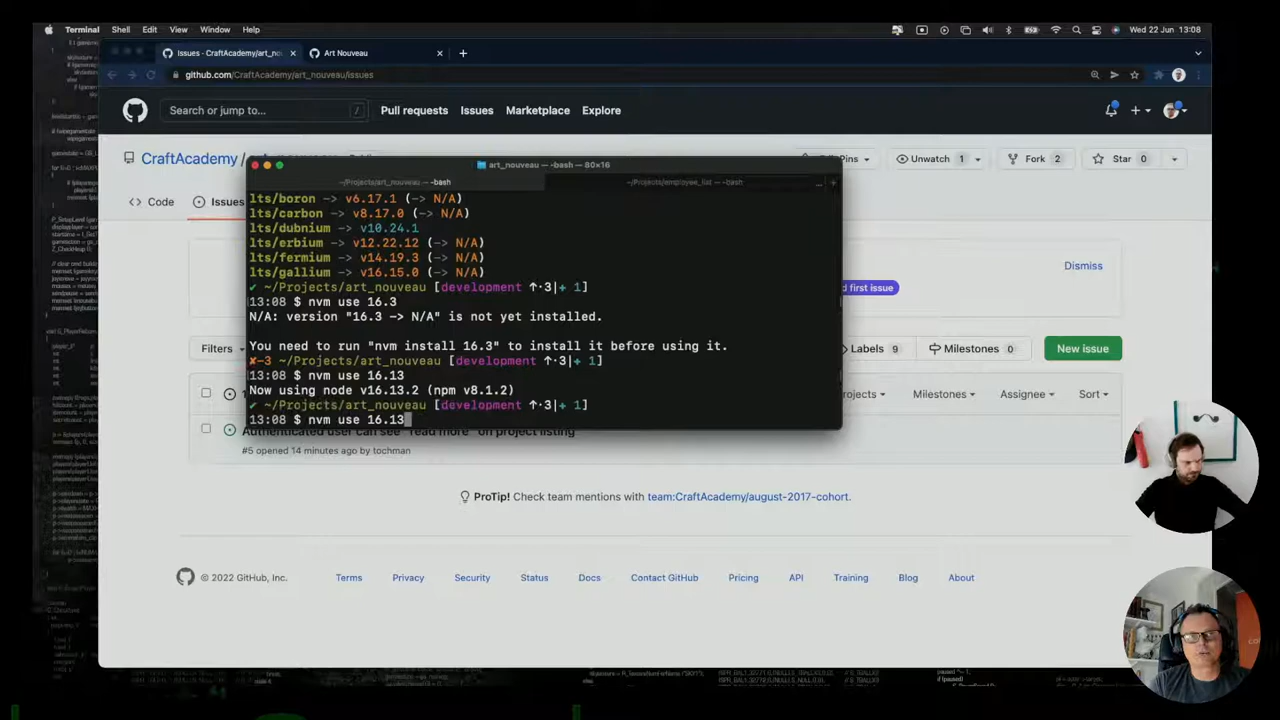 Terminal Shell Edit View Window Help Wed 22 Jun 13:08
Issues · CraftAcademy/art_no Art Nouveau
github.com/CraftAcademy/art_nouveau/issues
Search or jump to... / Pull requests Issues Marketplace Explore
CraftAcademy / Pins Unwatch 1 Fork 2 Star 0
Code Issues
art_nouveau — -bash — 80×16
~/Projects/art_nouveau — -bash ~/Projects/employee_list — -bash
lts/boron -> v6.17.1 (-> N/A)
lts/carbon -> v8.17.0 (-> N/A)
lts/dubnium -> v10.24.1
lts/erbium -> v12.22.12 (-> N/A)
lts/fermium -> v14.19.3 (-> N/A)
lts/gallium -> v16.15.0 (-> N/A)
✔ ~/Projects/art_nouveau [development ↑·3|+ 1]
13:08 $ nvm use 16.3
N/A: version "16.3 -> N/A" is not yet installed.
You need to run "nvm install 16.3" to install it before using it.
✘-3 ~/Projects/art_nouveau [development ↑·3|+ 1]
13:08 $ nvm use 16.13
Now using node v16.13.2 (npm v8.1.2)
✔ ~/Projects/art_nouveau [development ↑·3|+ 1]
13:08 $ nvm use 16.13
Dismiss
d first issue
Filters Labels 9 Milestones 0 New issue
rojects Milestones Assignee Sort
Authenticated user can see "read more" on project listing
#5 opened 14 minutes ago by tochman
ProTip! Check team mentions with team:CraftAcademy/august-2017-cohort.
© 2022 GitHub, Inc. Terms Privacy Security Status Docs Contact GitHub Pricing API Training Blog About